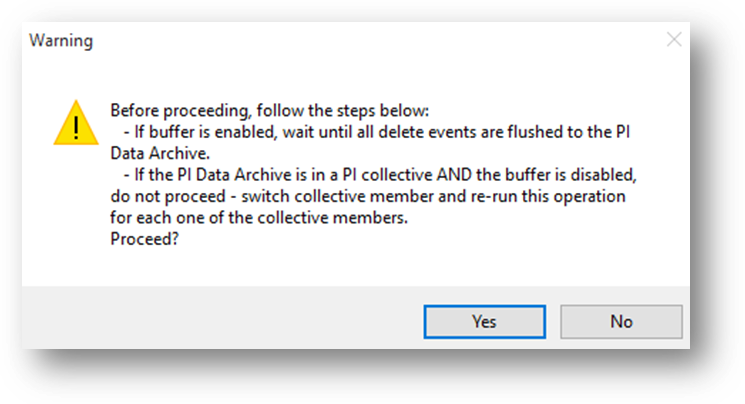 Warning
Before proceeding, follow the steps below:
- If buffer is enabled, wait until all delete events are flushed to the PI
Data Archive.
- If the PI Data Archive is in a PI collective AND the buffer is disabled,
do not proceed - switch collective member and re-run this operation
for each one of the collective members.
Proceed?
Yes
No